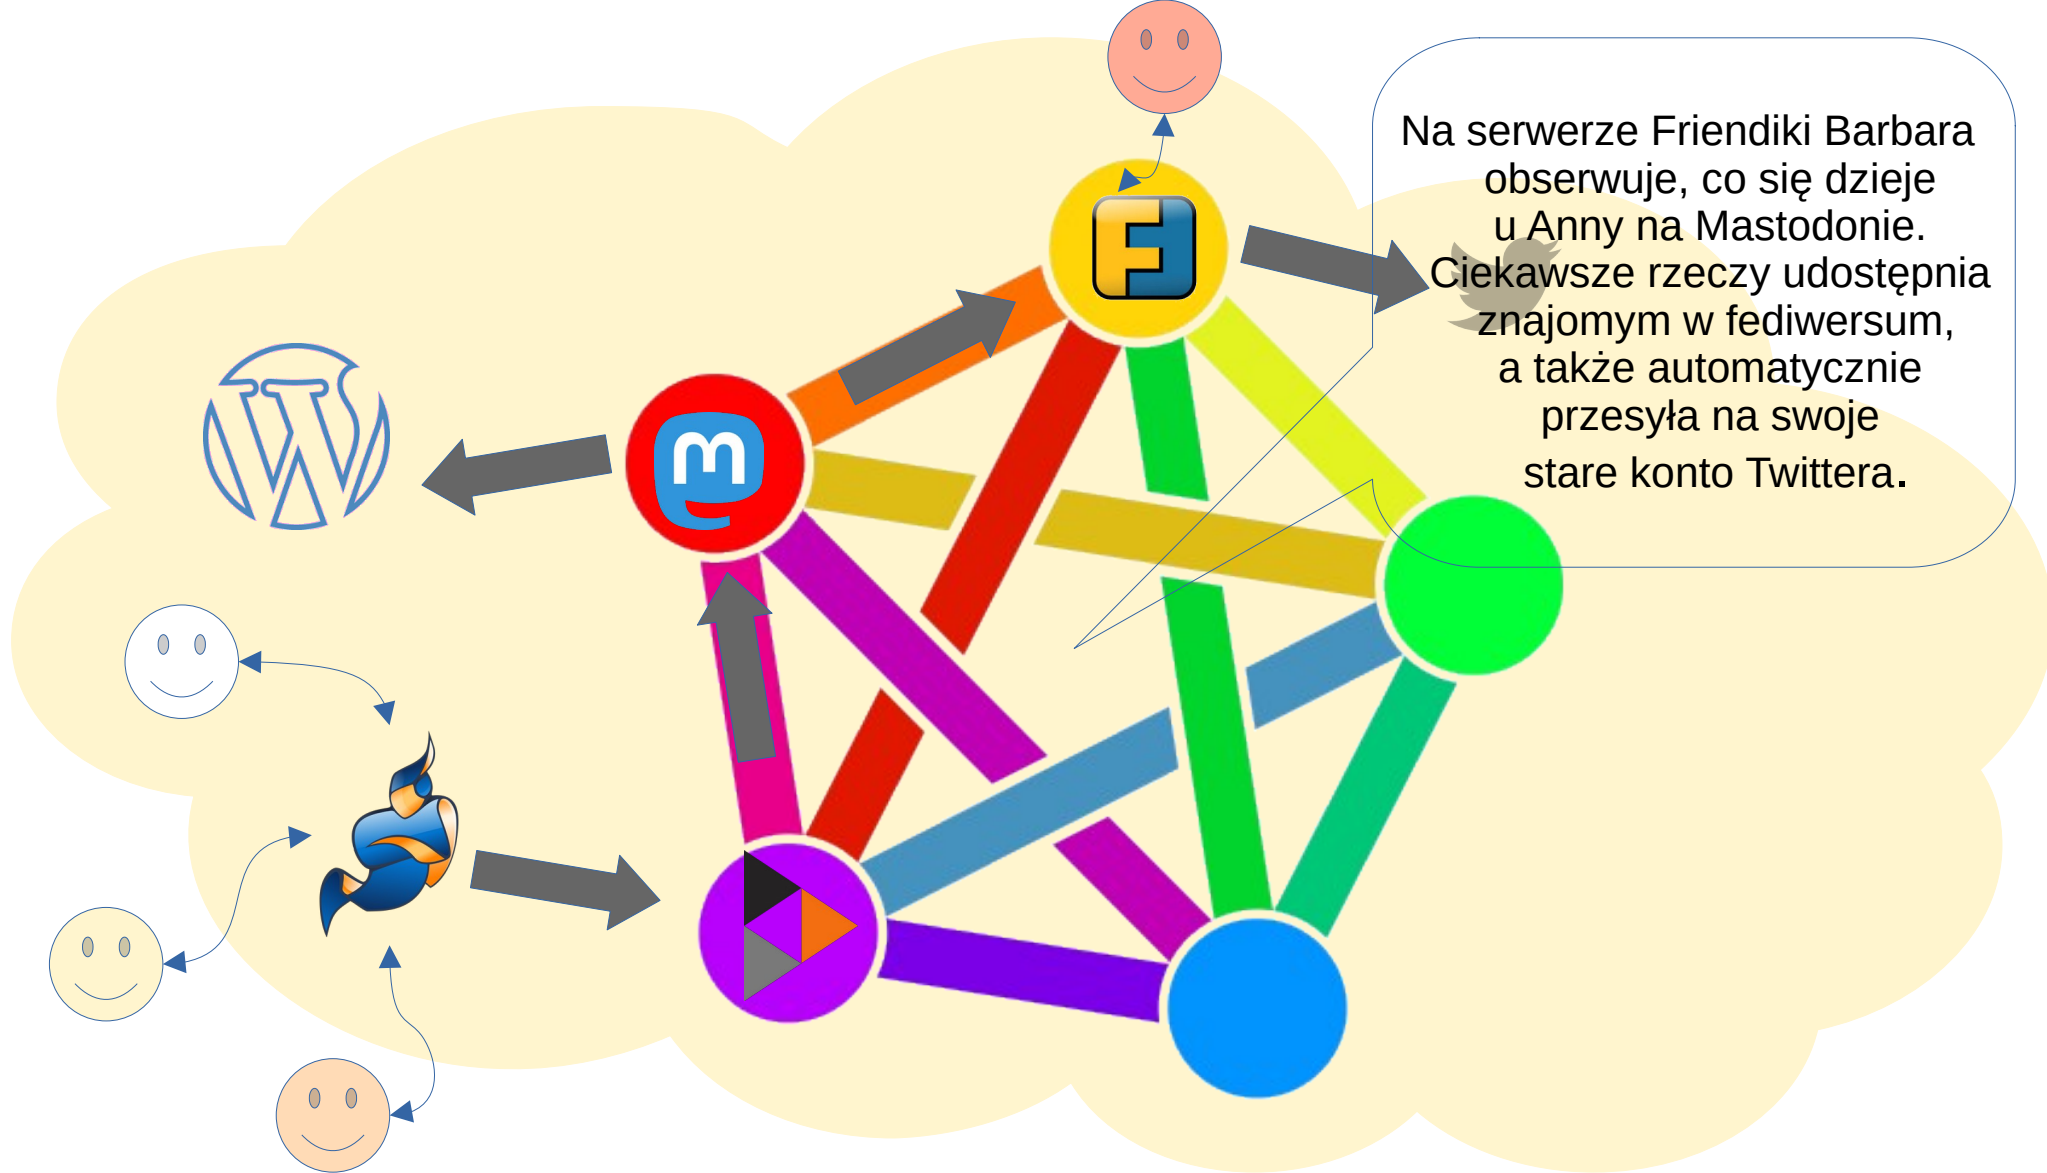 Na serwerze Friendiki Barbara
obserwuje, co się dzieje
u Anny na Mastodonie.
Ciekawsze rzeczy udostępnia
znajomym w fediwersum,
a także automatycznie
przesyła na swoje
stare konto Twittera.